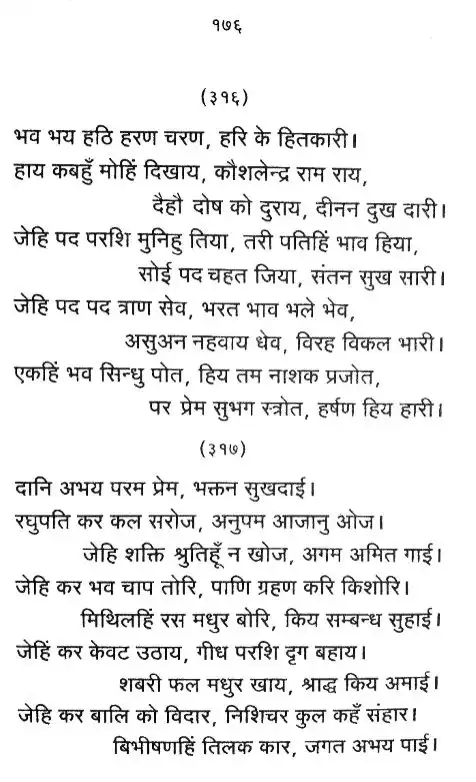 १७६
(३१६)
भव भय हठि हरण चरण, हरि के हितकारी।
हाय कबहुँ मोहिं दिखाय, कौशलेन्द्र राम राय,
दैहौ दोष को दुराय, दीनन दुख दारी।
जेहि पद परशि मुनिहु तिया, तरी पतिहिं भाव हिया,
सोई पद चहत जिया, संतन सुख सारी।
जेहि पद पद त्राण सेव, भरत भाव भले भेव,
असुअन नहवाय धेव, विरह विकल भारी।
एकहिं भव सिन्धु पोत, हिय तम नाशक प्रजोत,
पर प्रेम सुभग स्त्रोत, हर्षण हिय हारी।
(३१७)
दानि अभय परम प्रेम, भक्तन सुखदाई।
रघुपति कर कल सरोज, अनुपम आजानु ओज।
जेहि शक्ति श्रुतिहूँ न खोज, अगम अमित गाई।
जेहि कर भव चाप तोरि, पाणि ग्रहण करि किशोरि।
मिथिलहिं रस मधुर बोरि, किय सम्बन्ध सुहाई।
जेहिं कर केवट उठाय, गीध परशि दृग बहाय।
शबरी फल मधुर खाय, श्राद्ध किय अमाई।
जेहि कर बालि को विदार, निशिचर कुल कहँ संहार।
बिभीषणहिं तिलक कार, जगत अभय पाई।